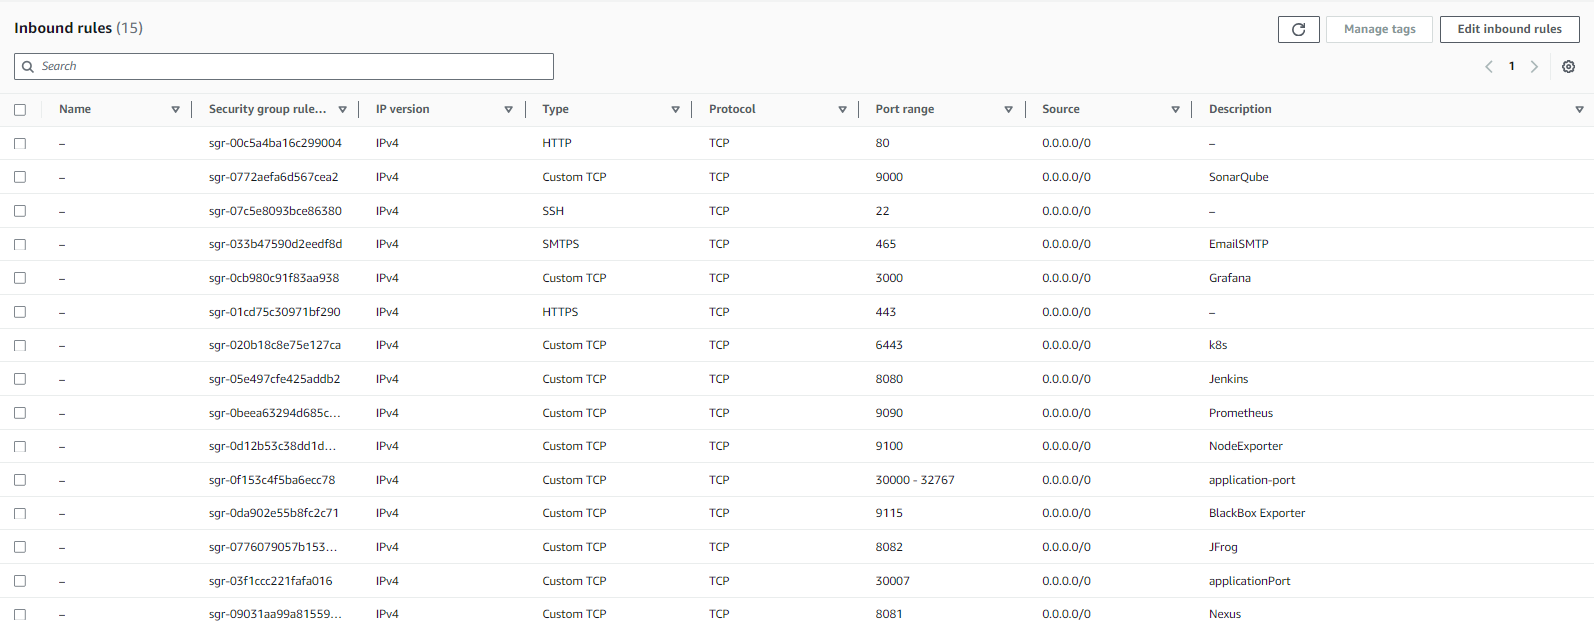 Inbound rules (15)
Manage tags
Edit inbound rules
Search
1
Name Security group rule... IP version Type Protocol Port range Source Description
– sgr-00c5a4ba16c299004 IPv4 HTTP TCP 80 0.0.0.0/0 –
– sgr-0772aefa6d567cea2 IPv4 Custom TCP TCP 9000 0.0.0.0/0 SonarQube
– sgr-07c5e8093bce86380 IPv4 SSH TCP 22 0.0.0.0/0 –
– sgr-033b47590d2eedf8d IPv4 SMTPS TCP 465 0.0.0.0/0 EmailSMTP
– sgr-0cb980c91f83aa938 IPv4 Custom TCP TCP 3000 0.0.0.0/0 Grafana
– sgr-01cd75c30971bf290 IPv4 HTTPS TCP 443 0.0.0.0/0 –
– sgr-020b18c8e75e127ca IPv4 Custom TCP TCP 6443 0.0.0.0/0 k8s
– sgr-05e497cfe425addb2 IPv4 Custom TCP TCP 8080 0.0.0.0/0 Jenkins
– sgr-0beea63294d685c... IPv4 Custom TCP TCP 9090 0.0.0.0/0 Prometheus
– sgr-0d12b53c38dd1d... IPv4 Custom TCP TCP 9100 0.0.0.0/0 NodeExporter
– sgr-0f153c4f5ba6ecc78 IPv4 Custom TCP TCP 30000 - 32767 0.0.0.0/0 application-port
– sgr-0da902e55b8fc2c71 IPv4 Custom TCP TCP 9115 0.0.0.0/0 BlackBox Exporter
– sgr-0776079057b153... IPv4 Custom TCP TCP 8082 0.0.0.0/0 JFrog
– sgr-03f1ccc221fafa016 IPv4 Custom TCP TCP 30007 0.0.0.0/0 applicationPort
– sgr-09031aa99a81559... IPv4 Custom TCP TCP 8081 0.0.0.0/0 Nexus